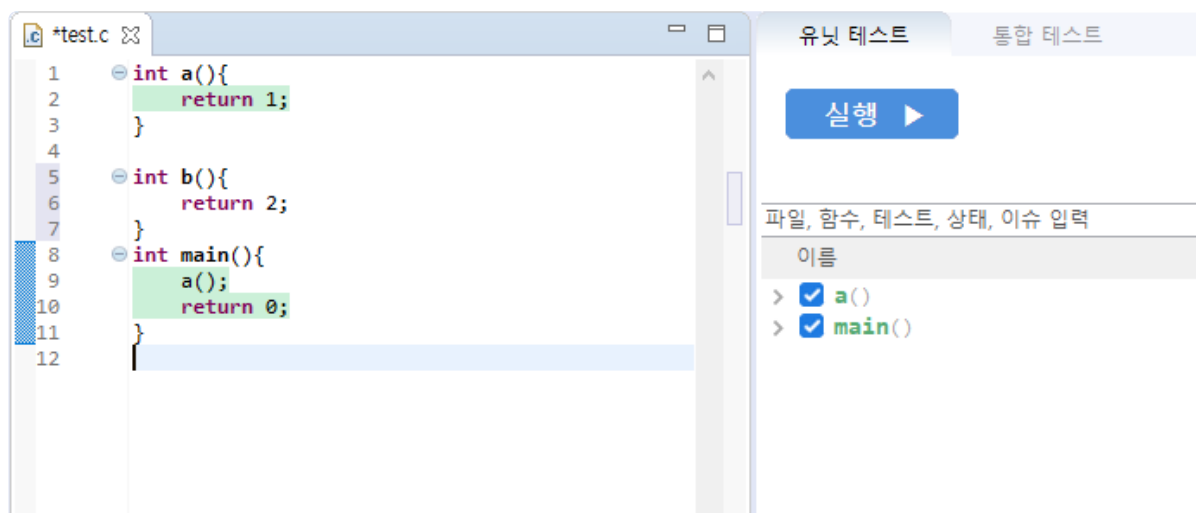 *test.c
1 int a(){
2 return 1;
3 }
4
5 int b(){
6 return 2;
7 }
8 int main(){
9 a();
10 return 0;
11 }
12
유닛 테스트 통합 테스트
실행
파일, 함수, 테스트, 상태, 이슈 입력
이름
a()
main()